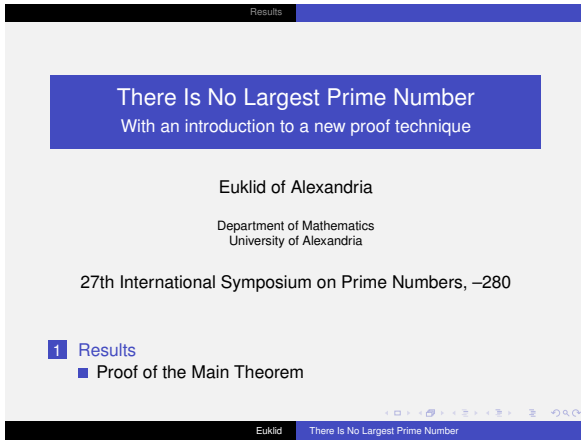 Results
There Is No Largest Prime Number
With an introduction to a new proof technique
Euklid of Alexandria
Department of Mathematics
University of Alexandria
27th International Symposium on Prime Numbers, –280
1 Results
Proof of the Main Theorem
Euklid There Is No Largest Prime Number